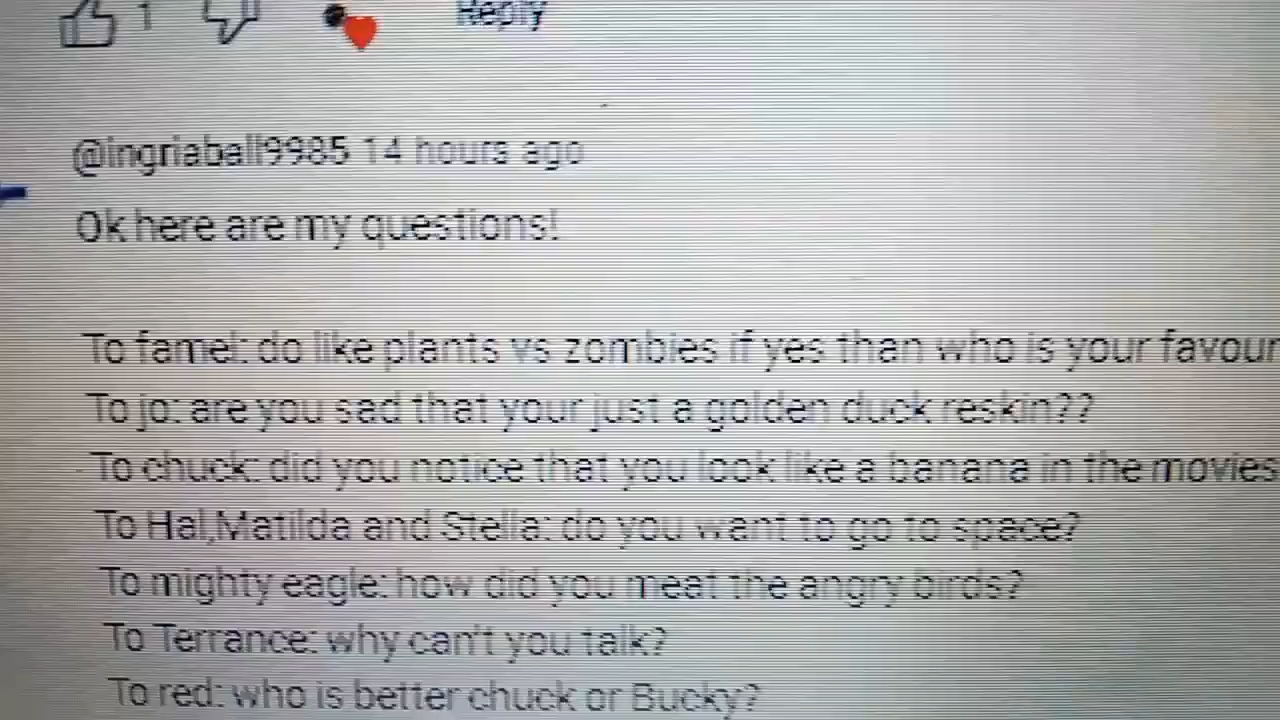 1 Reply
@ingriaball9985 14 hours ago
Ok here are my questions!
To famel: do like plants vs zombies if yes than who is your favour
To jo: are you sad that your just a golden duck reskin??
To chuck: did you notice that you look like a banana in the movies
To Hal,Matilda and Stella: do you want to go to space?
To mighty eagle: how did you meat the angry birds?
To Terrance: why can't you talk?
To red: who is better chuck or Bucky?